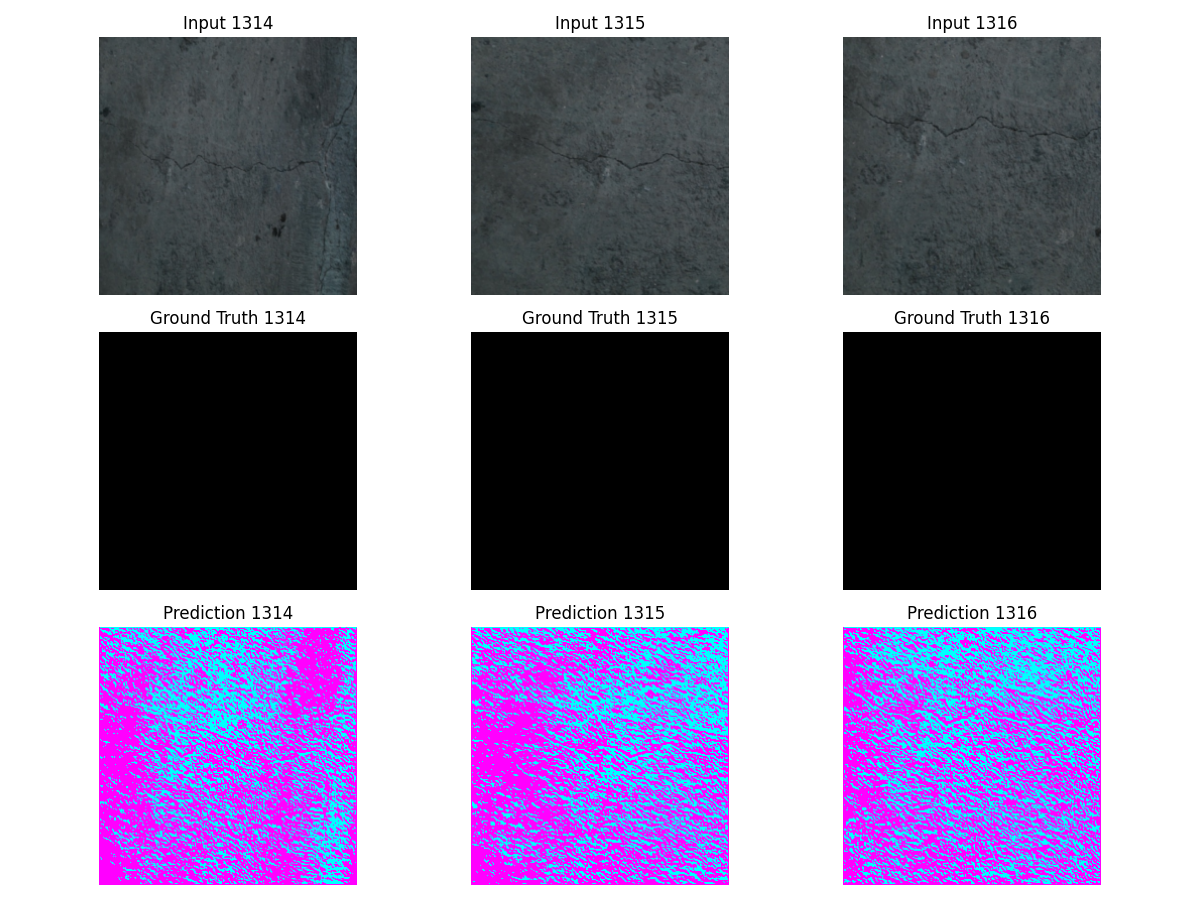 Input 1314
Input 1315
Input 1316
Ground Truth 1314
Ground Truth 1315
Ground Truth 1316
Prediction 1314
Prediction 1315
Prediction 1316